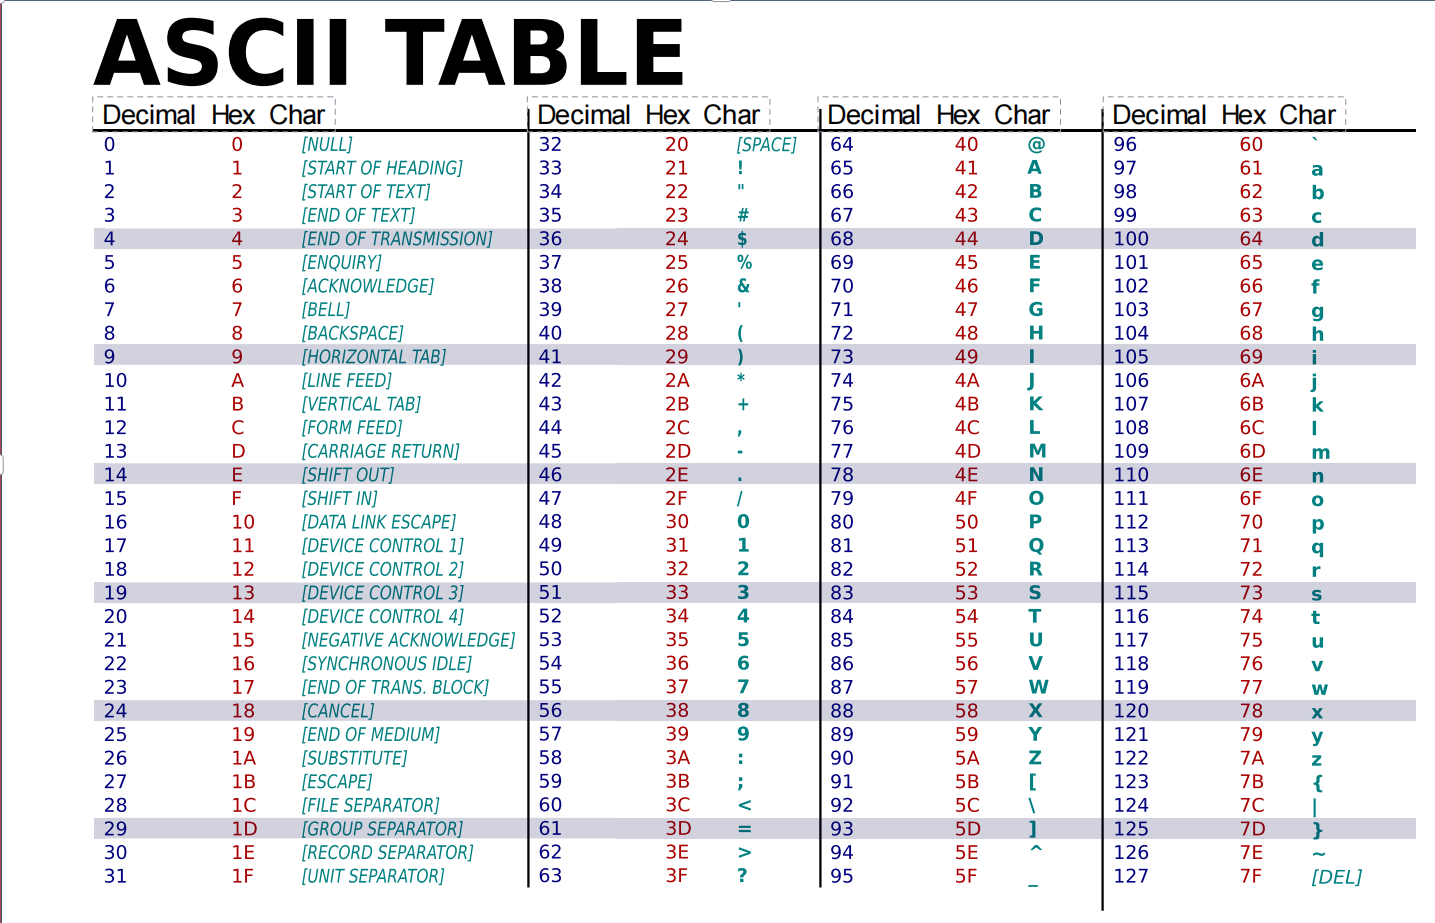 ASCII TABLE
Decimal Hex Char Decimal Hex Char Decimal Hex Char Decimal Hex Char
0 0 [NULL] 32 20 [SPACE] 64 40 @ 96 60 `
1 1 [START OF HEADING] 33 21 ! 65 41 A 97 61 a
2 2 [START OF TEXT] 34 22 " 66 42 B 98 62 b
3 3 [END OF TEXT] 35 23 # 67 43 C 99 63 c
4 4 [END OF TRANSMISSION] 36 24 $ 68 44 D 100 64 d
5 5 [ENQUIRY] 37 25 % 69 45 E 101 65 e
6 6 [ACKNOWLEDGE] 38 26 & 70 46 F 102 66 f
7 7 [BELL] 39 27 ' 71 47 G 103 67 g
8 8 [BACKSPACE] 40 28 ( 72 48 H 104 68 h
9 9 [HORIZONTAL TAB] 41 29 ) 73 49 I 105 69 i
10 A [LINE FEED] 42 2A * 74 4A J 106 6A j
11 B [VERTICAL TAB] 43 2B + 75 4B K 107 6B k
12 C [FORM FEED] 44 2C , 76 4C L 108 6C l
13 D [CARRIAGE RETURN] 45 2D - 77 4D M 109 6D m
14 E [SHIFT OUT] 46 2E . 78 4E N 110 6E n
15 F [SHIFT IN] 47 2F / 79 4F O 111 6F o
16 10 [DATA LINK ESCAPE] 48 30 0 80 50 P 112 70 p
17 11 [DEVICE CONTROL 1] 49 31 1 81 51 Q 113 71 q
18 12 [DEVICE CONTROL 2] 50 32 2 82 52 R 114 72 r
19 13 [DEVICE CONTROL 3] 51 33 3 83 53 S 115 73 s
20 14 [DEVICE CONTROL 4] 52 34 4 84 54 T 116 74 t
21 15 [NEGATIVE ACKNOWLEDGE] 53 35 5 85 55 U 117 75 u
22 16 [SYNCHRONOUS IDLE] 54 36 6 86 56 V 118 76 v
23 17 [END OF TRANS. BLOCK] 55 37 7 87 57 W 119 77 w
24 18 [CANCEL] 56 38 8 88 58 X 120 78 x
25 19 [END OF MEDIUM] 57 39 9 89 59 Y 121 79 y
26 1A [SUBSTITUTE] 58 3A : 90 5A Z 122 7A z
27 1B [ESCAPE] 59 3B ; 91 5B [ 123 7B {
28 1C [FILE SEPARATOR] 60 3C < 92 5C \ 124 7C |
29 1D [GROUP SEPARATOR] 61 3D = 93 5D ] 125 7D }
30 1E [RECORD SEPARATOR] 62 3E > 94 5E ^ 126 7E ~
31 1F [UNIT SEPARATOR] 63 3F ? 95 5F _ 127 7F [DEL]